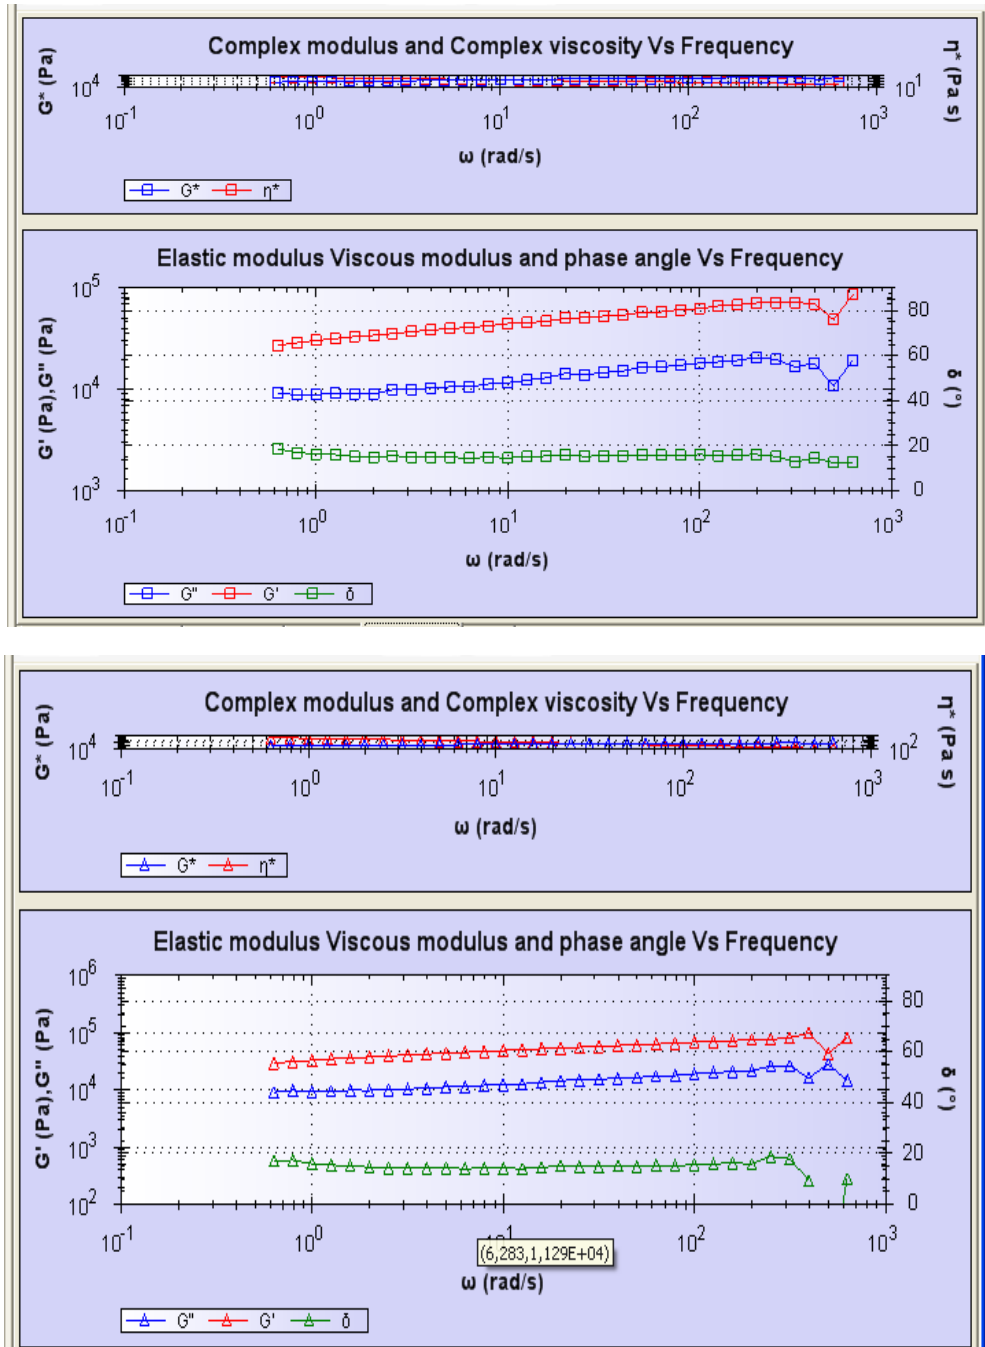 Complex modulus and Complex viscosity Vs Frequency
G* (Pa)
η* (Pa s)
10^4
10^1
10^-1 10^0 10^1 10^2 10^3
ω (rad/s)
G* η*
Elastic modulus Viscous modulus and phase angle Vs Frequency
G' (Pa),G" (Pa)
δ (°)
10^5
10^4
10^3
80
60
40
20
0
10^-1 10^0 10^1 10^2 10^3
ω (rad/s)
G" G' δ
Complex modulus and Complex viscosity Vs Frequency
G* (Pa)
η* (Pa s)
10^4
10^2
10^-1 10^0 10^1 10^2 10^3
ω (rad/s)
G* η*
Elastic modulus Viscous modulus and phase angle Vs Frequency
G' (Pa),G" (Pa)
δ (°)
10^6
10^5
10^4
10^3
10^2
80
60
40
20
0
10^-1 10^0 10^1 10^2 10^3
(6,283,1,129E+04)
ω (rad/s)
G" G' δ